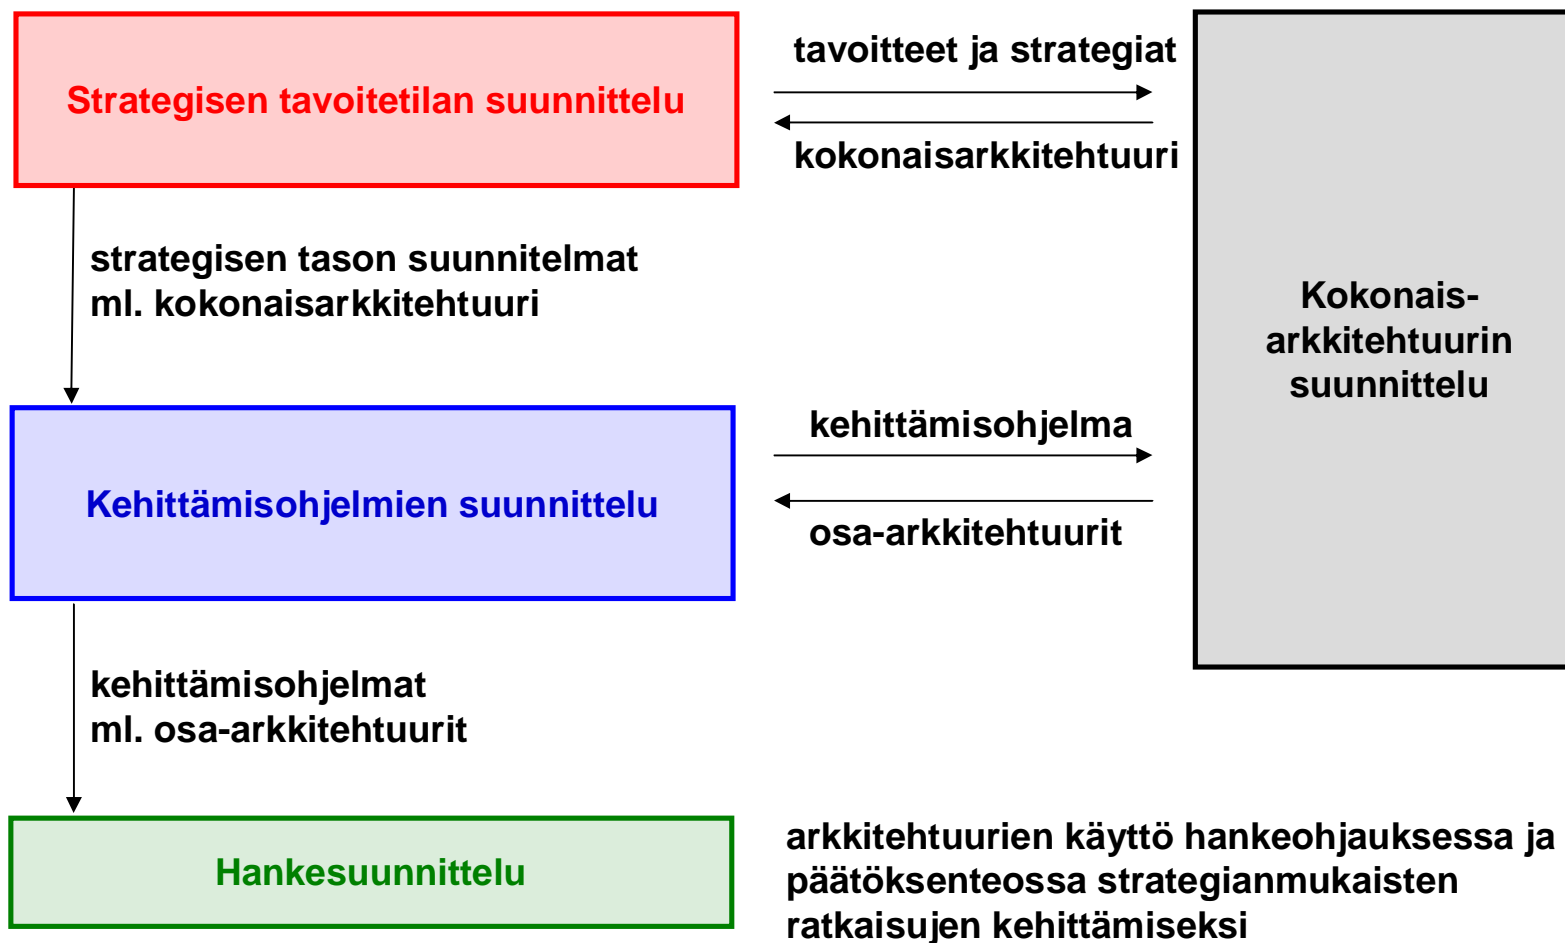 Strategisen tavoitetilan suunnittelu
tavoitteet ja strategiat
kokonaisarkkitehtuuri
strategisen tason suunnitelmat
ml. kokonaisarkkitehtuuri
Kokonais-
arkkitehtuurin
suunnittelu
Kehittämisohjelmien suunnittelu
kehittämisohjelma
osa-arkkitehtuurit
kehittämisohjelmat
ml. osa-arkkitehtuurit
Hankesuunnittelu
arkkitehtuurien käyttö hankeohjauksessa ja
päätöksenteossa strategianmukaisten
ratkaisujen kehittämiseksi